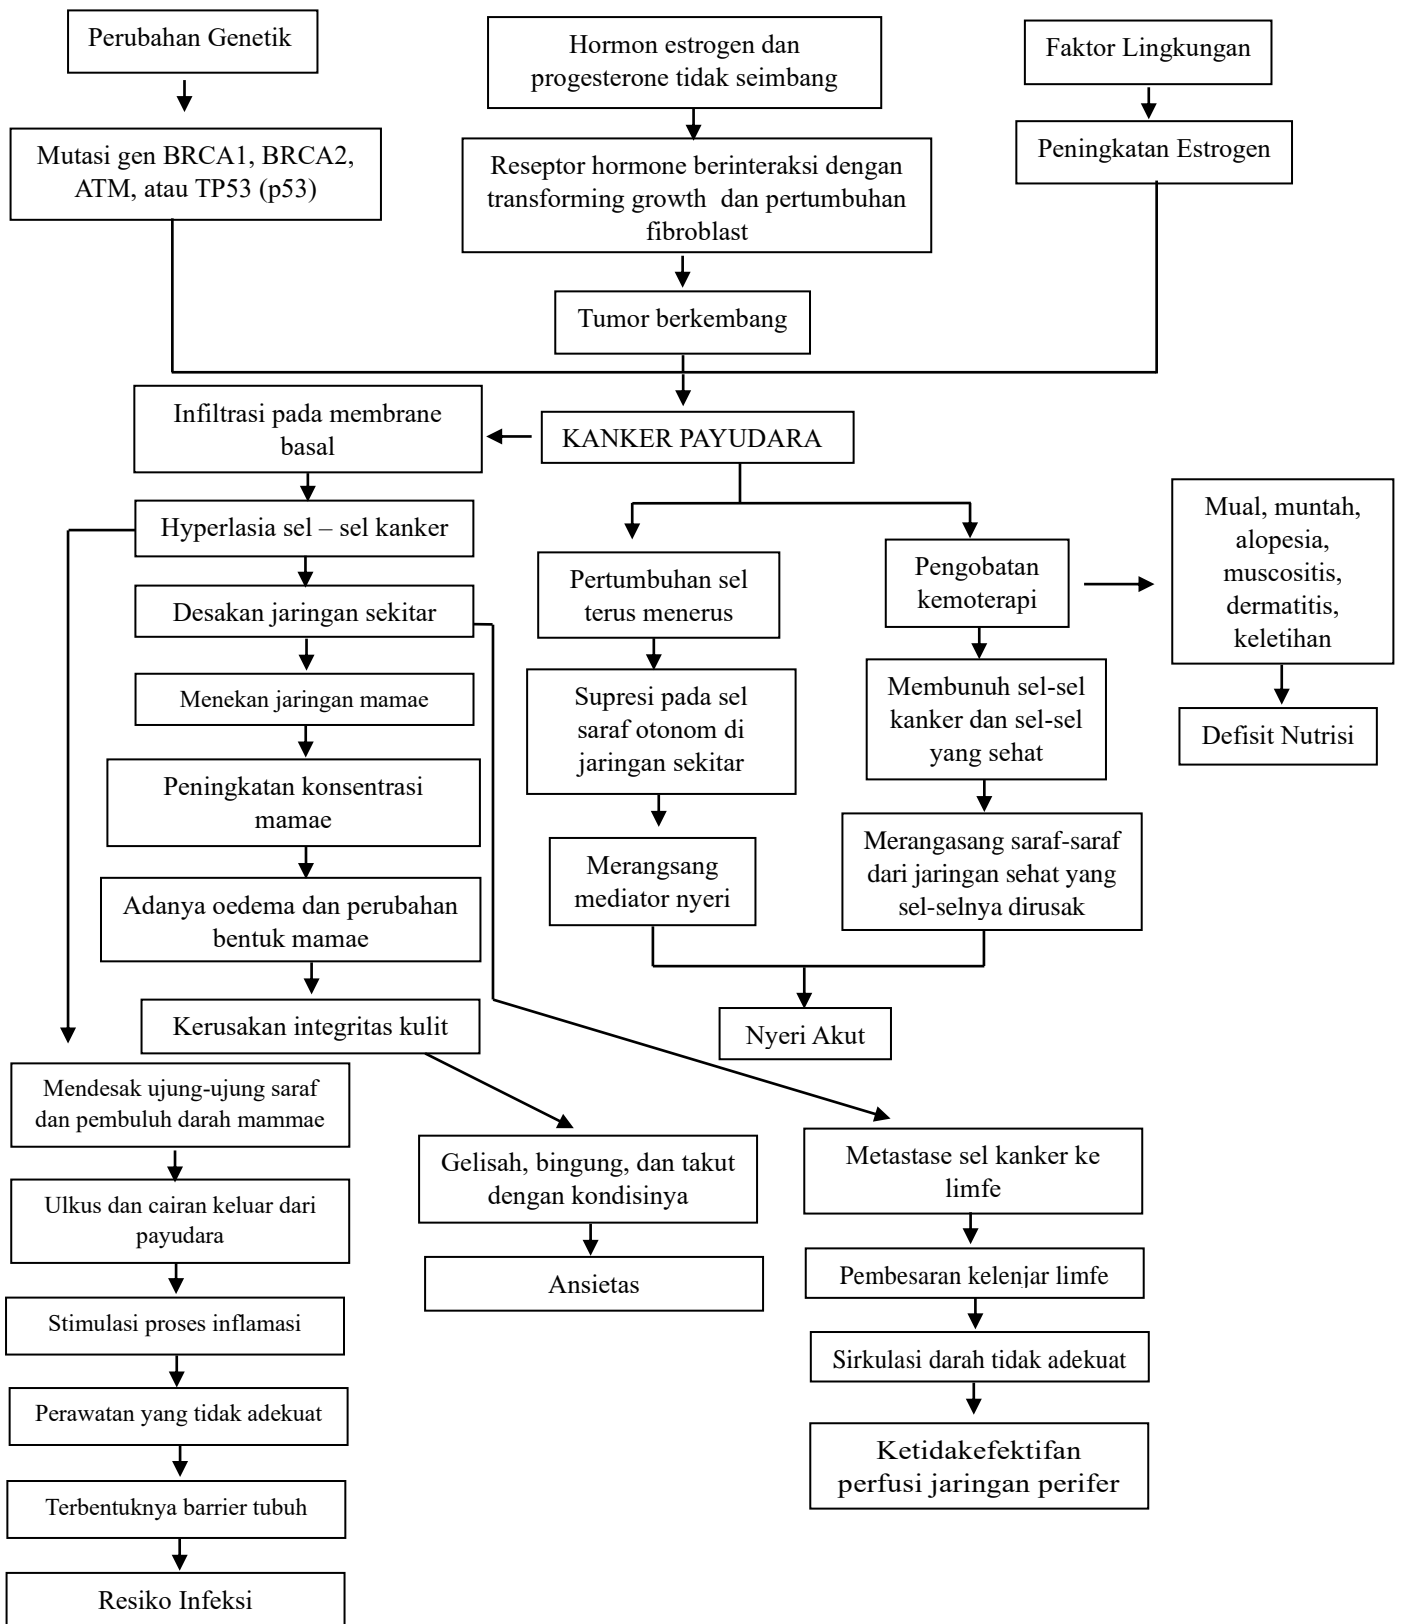 Perubahan Genetik
Hormon estrogen dan
progesterone tidak seimbang
Faktor Lingkungan
Mutasi gen BRCA1, BRCA2,
ATM, atau TP53 (p53)
Reseptor hormone berinteraksi dengan
transforming growth dan pertumbuhan
fibroblast
Peningkatan Estrogen
Tumor berkembang
Infiltrasi pada membrane
basal
KANKER PAYUDARA
Hyperlasia sel – sel kanker
Desakan jaringan sekitar
Menekan jaringan mamae
Peningkatan konsentrasi
mamae
Adanya oedema dan perubahan
bentuk mamae
Kerusakan integritas kulit
Pertumbuhan sel
terus menerus
Supresi pada sel
saraf otonom di
jaringan sekitar
Merangsang
mediator nyeri
Pengobatan
kemoterapi
Membunuh sel-sel
kanker dan sel-sel
yang sehat
Merangasang saraf-saraf
dari jaringan sehat yang
sel-selnya dirusak
Nyeri Akut
Mual, muntah,
alopesia,
muscositis,
dermatitis,
keletihan
Defisit Nutrisi
Mendesak ujung-ujung saraf
dan pembuluh darah mammae
Ulkus dan cairan keluar dari
payudara
Stimulasi proses inflamasi
Perawatan yang tidak adekuat
Terbentuknya barrier tubuh
Resiko Infeksi
Gelisah, bingung, dan takut
dengan kondisinya
Ansietas
Metastase sel kanker ke
limfe
Pembesaran kelenjar limfe
Sirkulasi darah tidak adekuat
Ketidakefektifan
perfusi jaringan perifer